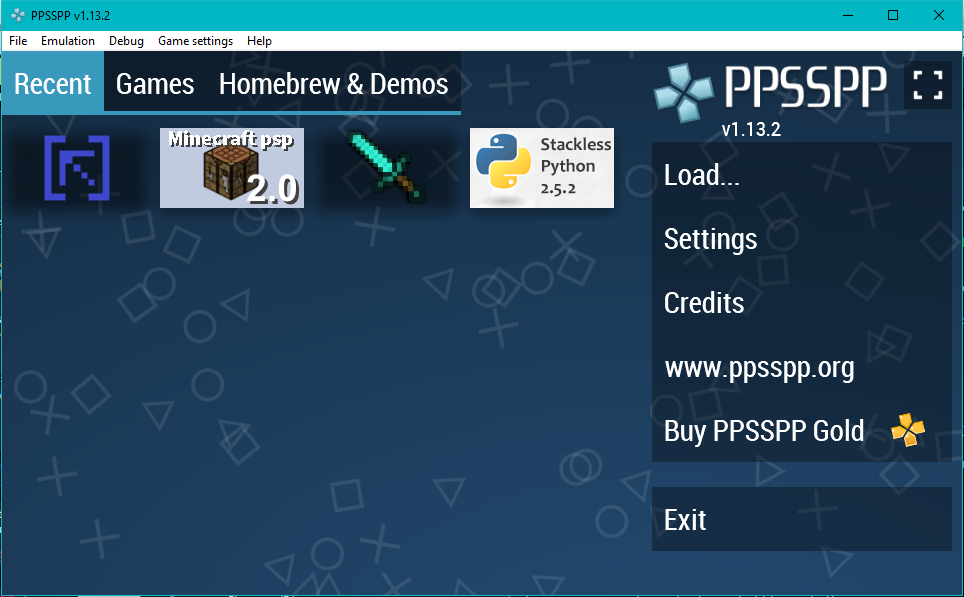 PPSSPP v1.13.2
File Emulation Debug Game settings Help
Recent Games Homebrew & Demos
PPSSPP
v1.13.2
Minecraft psp
2.0
Stackless
Python
2.5.2
Load...
Settings
Credits
www.ppsspp.org
Buy PPSSPP Gold
Exit